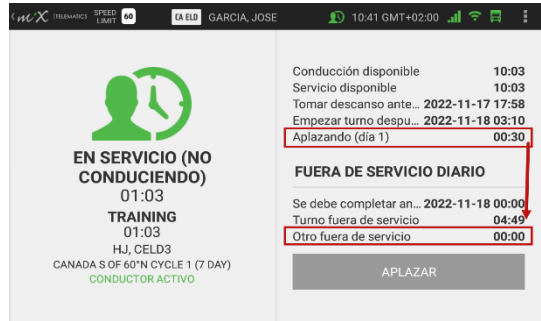 mix TELEMATICS SPEED LIMIT 60 CA ELD GARCIA, JOSE 10:41 GMT+02:00
EN SERVICIO (NO
CONDUCIENDO)
01:03
TRAINING
01:03
HJ, CELD3
CANADA S OF 60°N CYCLE 1 (7 DAY)
CONDUCTOR ACTIVO
Conducción disponible 10:03
Servicio disponible 10:03
Tomar descanso ante... 2022-11-17 17:58
Empezar turno despu... 2022-11-18 03:10
Aplazando (día 1) 00:30
FUERA DE SERVICIO DIARIO
Se debe completar an... 2022-11-18 00:00
Turno fuera de servicio 04:49
Otro fuera de servicio 00:00
APLAZAR